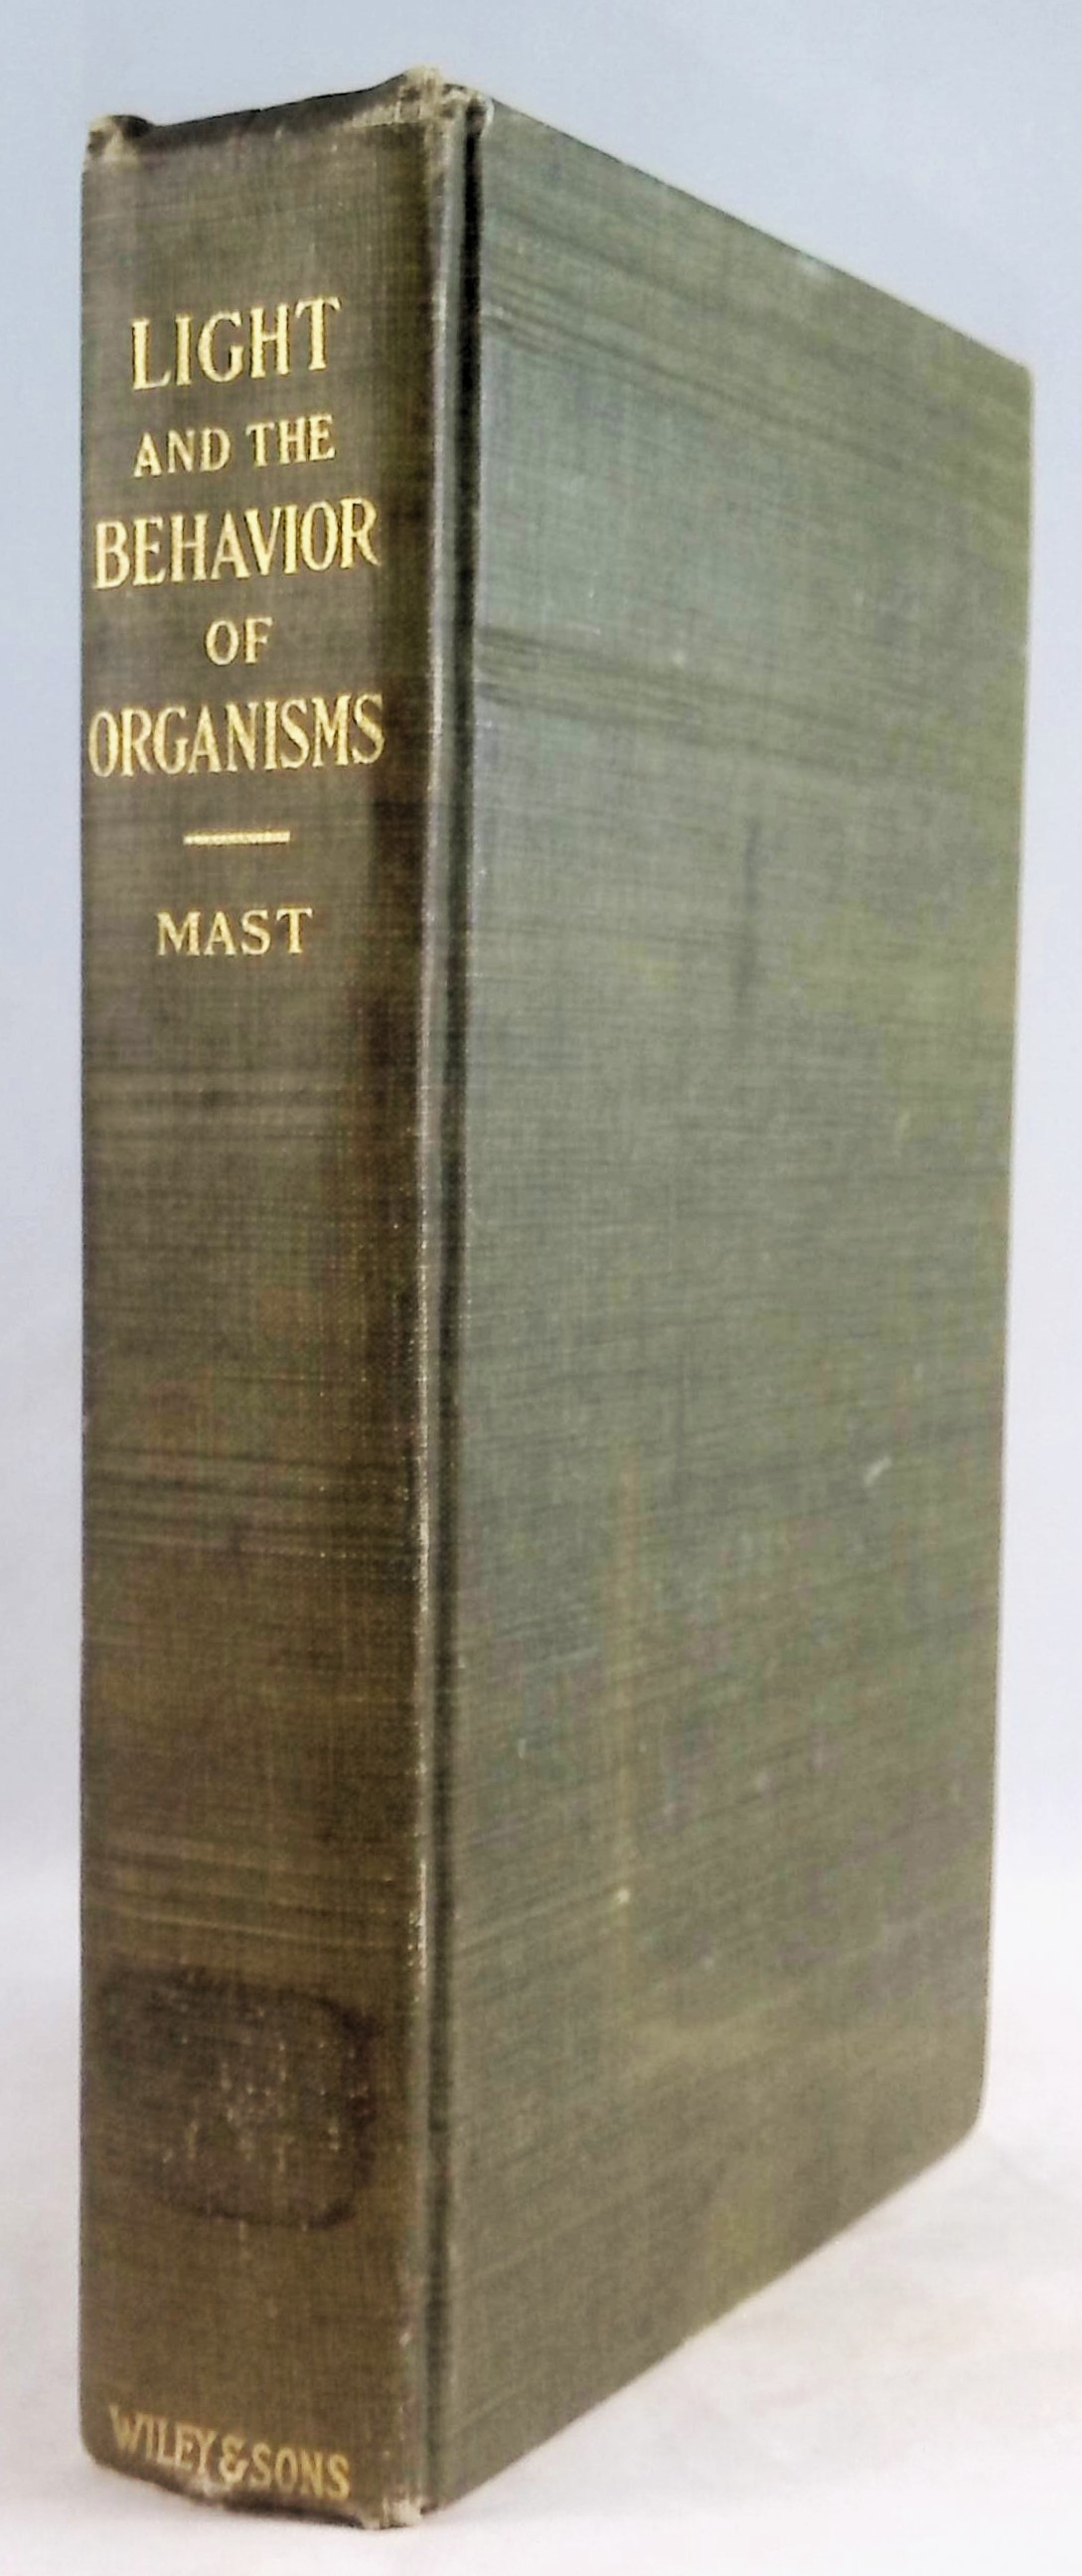 LIGHT
AND THE
BEHAVIOR
OF
ORGANISMS
MAST
WILEY & SONS